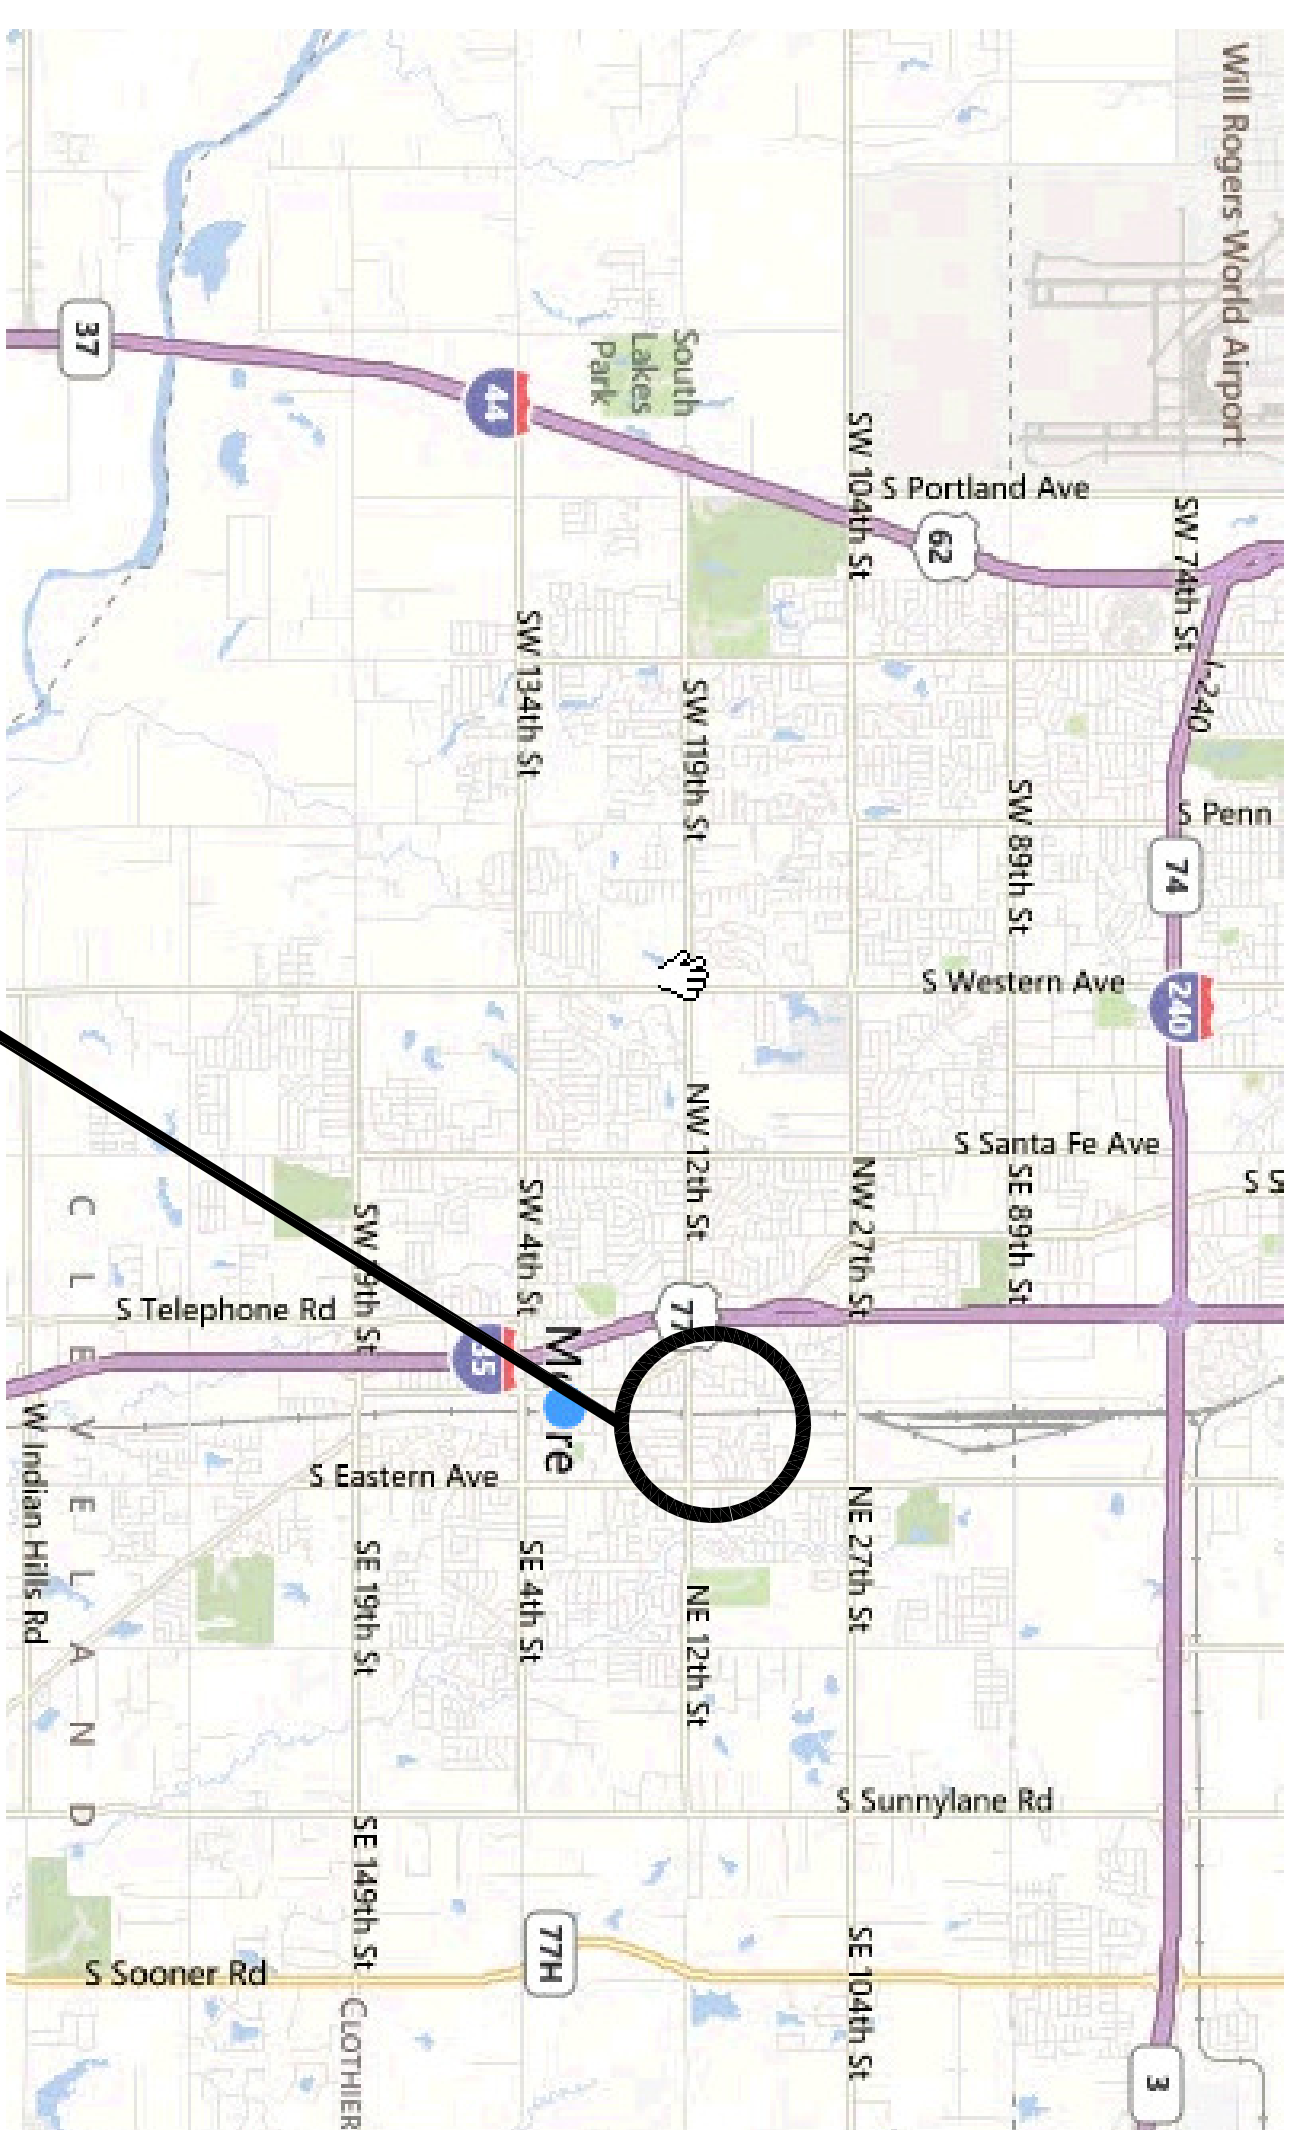 Will Rogers World Airport
37
South
Lakes
Park
44
SW 104th St
S Portland Ave
62
SW 74th St
I-240
SW 134th St
SW 119th St
S Penn
SW 89th St
74
S Western Ave
240
NW 12th St
S Santa Fe Ave
NW 27th St
SE 89th St
S S
SW 4th St
SW 19th St
S Telephone Rd
77
35
CLEVELAND
W Indian Hills Rd
S Eastern Ave
NE 27th St
SE 19th St
SE 4th St
NE 12th St
S Sunnylane Rd
SE 149th St
77H
SE 104th St
S Sooner Rd
CLOTHIER
3